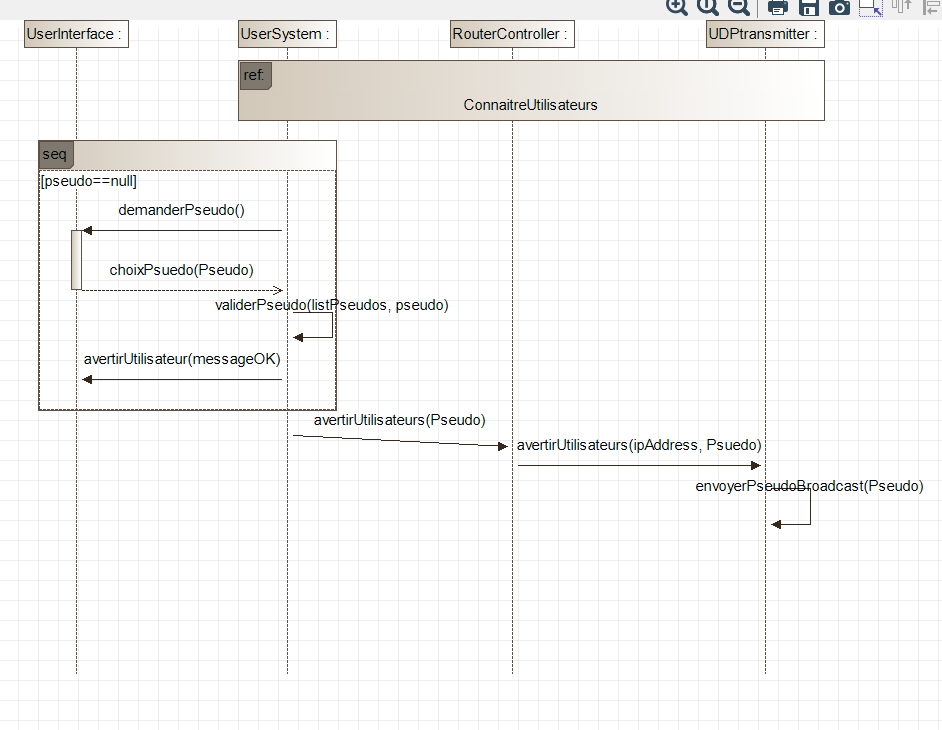 UserInterface :
UserSystem :
RouterController :
UDPtransmitter :
ref:
ConnaitreUtilisateurs
seq
[pseudo==null]
demanderPseudo()
choixPsuedo(Pseudo)
validerPseudo(listPseudos, pseudo)
avertirUtilisateur(messageOK)
avertirUtilisateurs(Pseudo)
avertirUtilisateurs(ipAddress, Psuedo)
envoyerPseudoBroadcast(Pseudo)